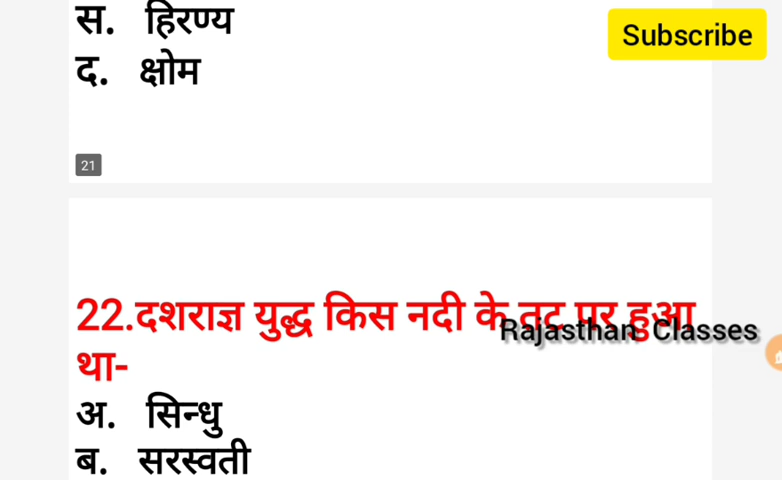 स. हिरण्य
Subscribe
द. क्षोम
21
22.दशराज्ञ युद्ध किस नदी के तट पर हुआ
Rajasthan Classes
था-
अ. सिन्धु
ब. सरस्वती